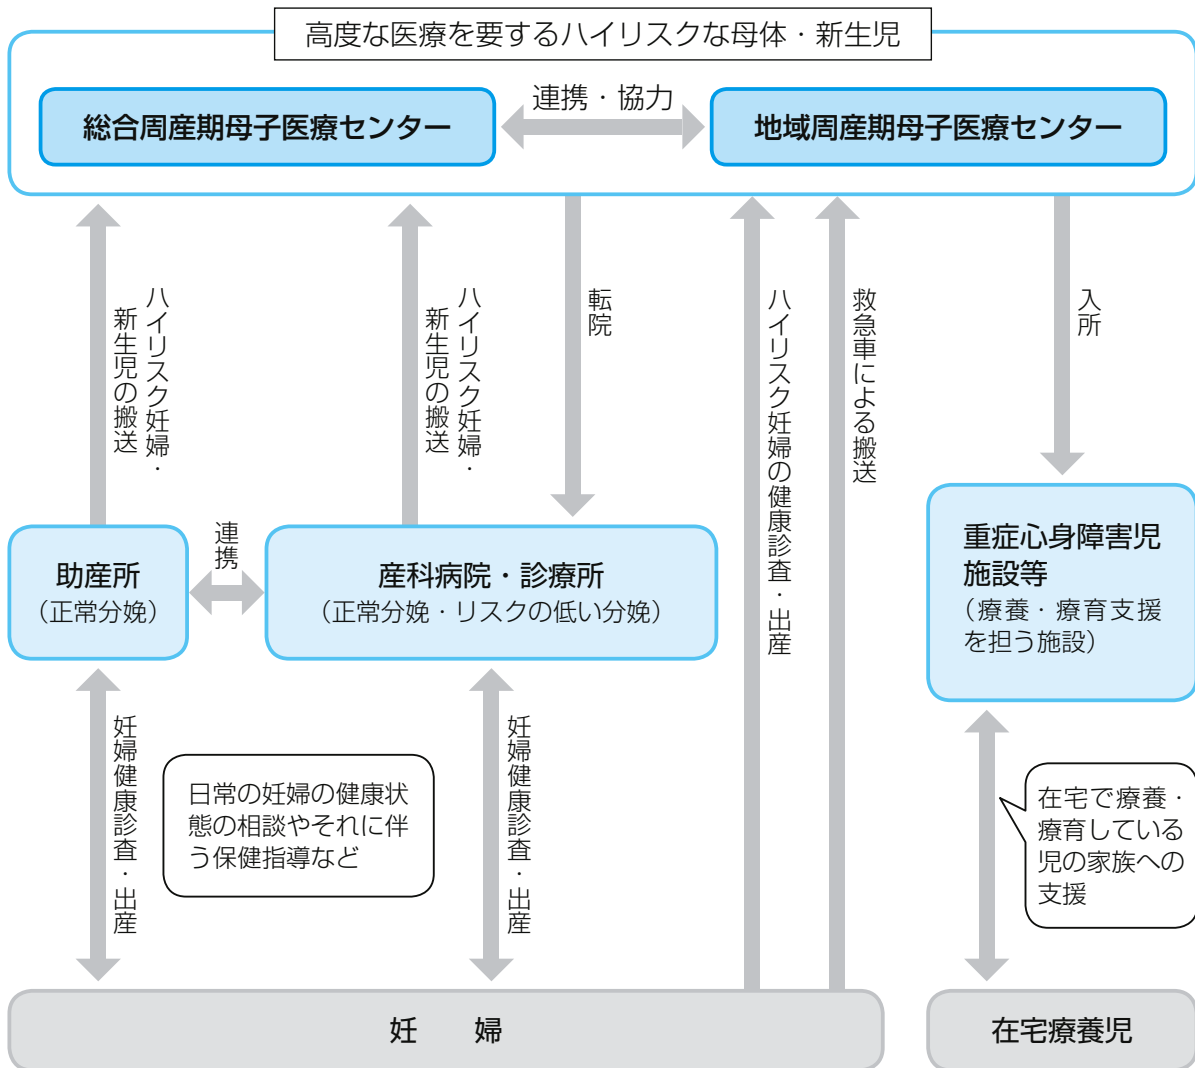 高度な医療を要するハイリスクな母体・新生児
総合周産期母子医療センター
連携・協力
地域周産期母子医療センター
ハイリスク妊婦・
新生児の搬送
ハイリスク妊婦・
新生児の搬送
転院
ハイリスク妊婦の健康診査・出産
救急車による搬送
入所
助産所
（正常分娩）
連携
産科病院・診療所
（正常分娩・リスクの低い分娩）
重症心身障害児
施設等
（療養・療育支援
を担う施設）
妊婦健康診査・出産
日常の妊婦の健康状
態の相談やそれに伴
う保健指導など
妊婦健康診査・出産
在宅で療養・
療育している
児の家族への
支援
妊　婦
在宅療養児